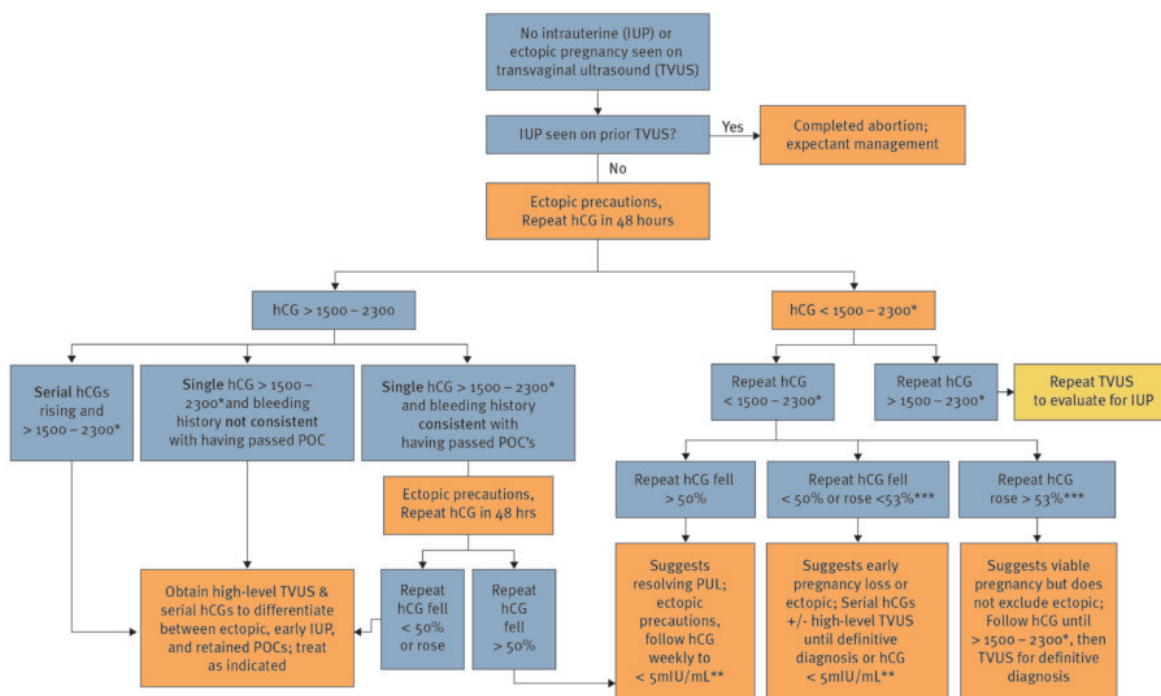 No intrauterine (IUP) or
ectopic pregnancy seen on
transvaginal ultrasound (TVUS)
IUP seen on prior TVUS?
Yes
Completed abortion;
expectant management
No
Ectopic precautions,
Repeat hCG in 48 hours
hCG > 1500 – 2300
hCG < 1500 – 2300*
Serial hCGs
rising and
> 1500 – 2300*
Single hCG > 1500 –
2300* and bleeding
history not consistent
with having passed POC
Single hCG > 1500 – 2300*
and bleeding history
consistent with
having passed POC's
Repeat hCG
< 1500 – 2300*
Repeat hCG
> 1500 – 2300*
Repeat TVUS
to evaluate for IUP
Ectopic precautions,
Repeat hCG in 48 hrs
Repeat hCG fell
> 50%
Repeat hCG fell
< 50% or rose <53%***
Repeat hCG
rose > 53%***
Obtain high-level TVUS &
serial hCGs to differentiate
between ectopic, early IUP,
and retained POCs; treat
as indicated
Repeat
hCG fell
< 50%
or rose
Repeat
hCG
fell
> 50%
Suggests
resolving PUL;
ectopic
precautions,
follow hCG
weekly to
< 5mIU/mL**
Suggests early
pregnancy loss or
ectopic; Serial hCGs
+/- high-level TVUS
until definitive
diagnosis or hCG
< 5mIU/mL**
Suggests viable
pregnancy but does
not exclude ectopic;
Follow hCG until
> 1500 – 2300*, then
TVUS for definitive
diagnosis